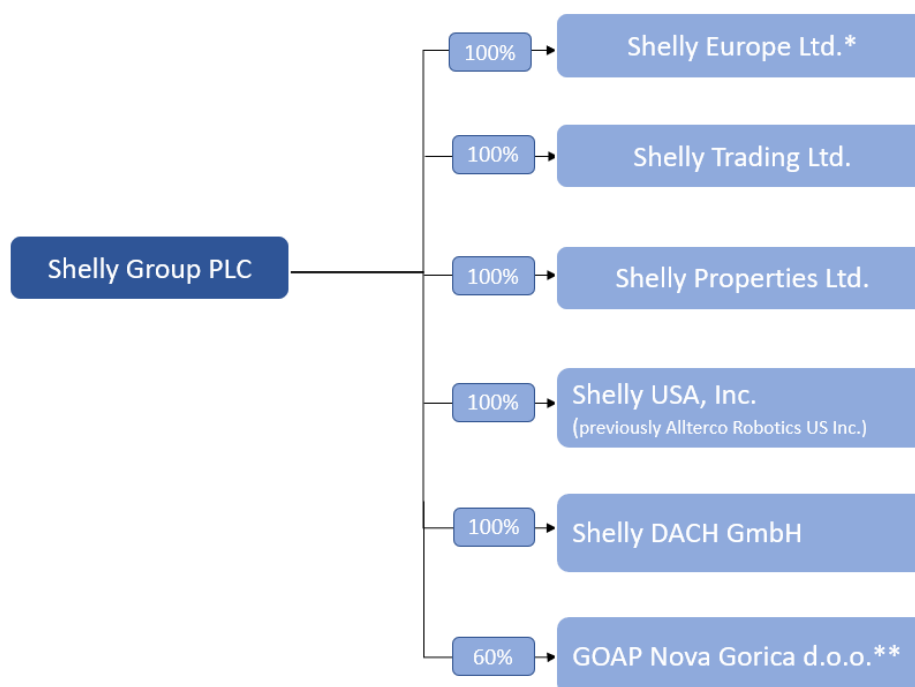 100%
Shelly Europe Ltd.*
100%
Shelly Trading Ltd.
Shelly Group PLC
100%
Shelly Properties Ltd.
100%
Shelly USA, Inc.
(previously Allterco Robotics US Inc.)
100%
Shelly DACH GmbH
60%
GOAP Nova Gorica d.o.o.**